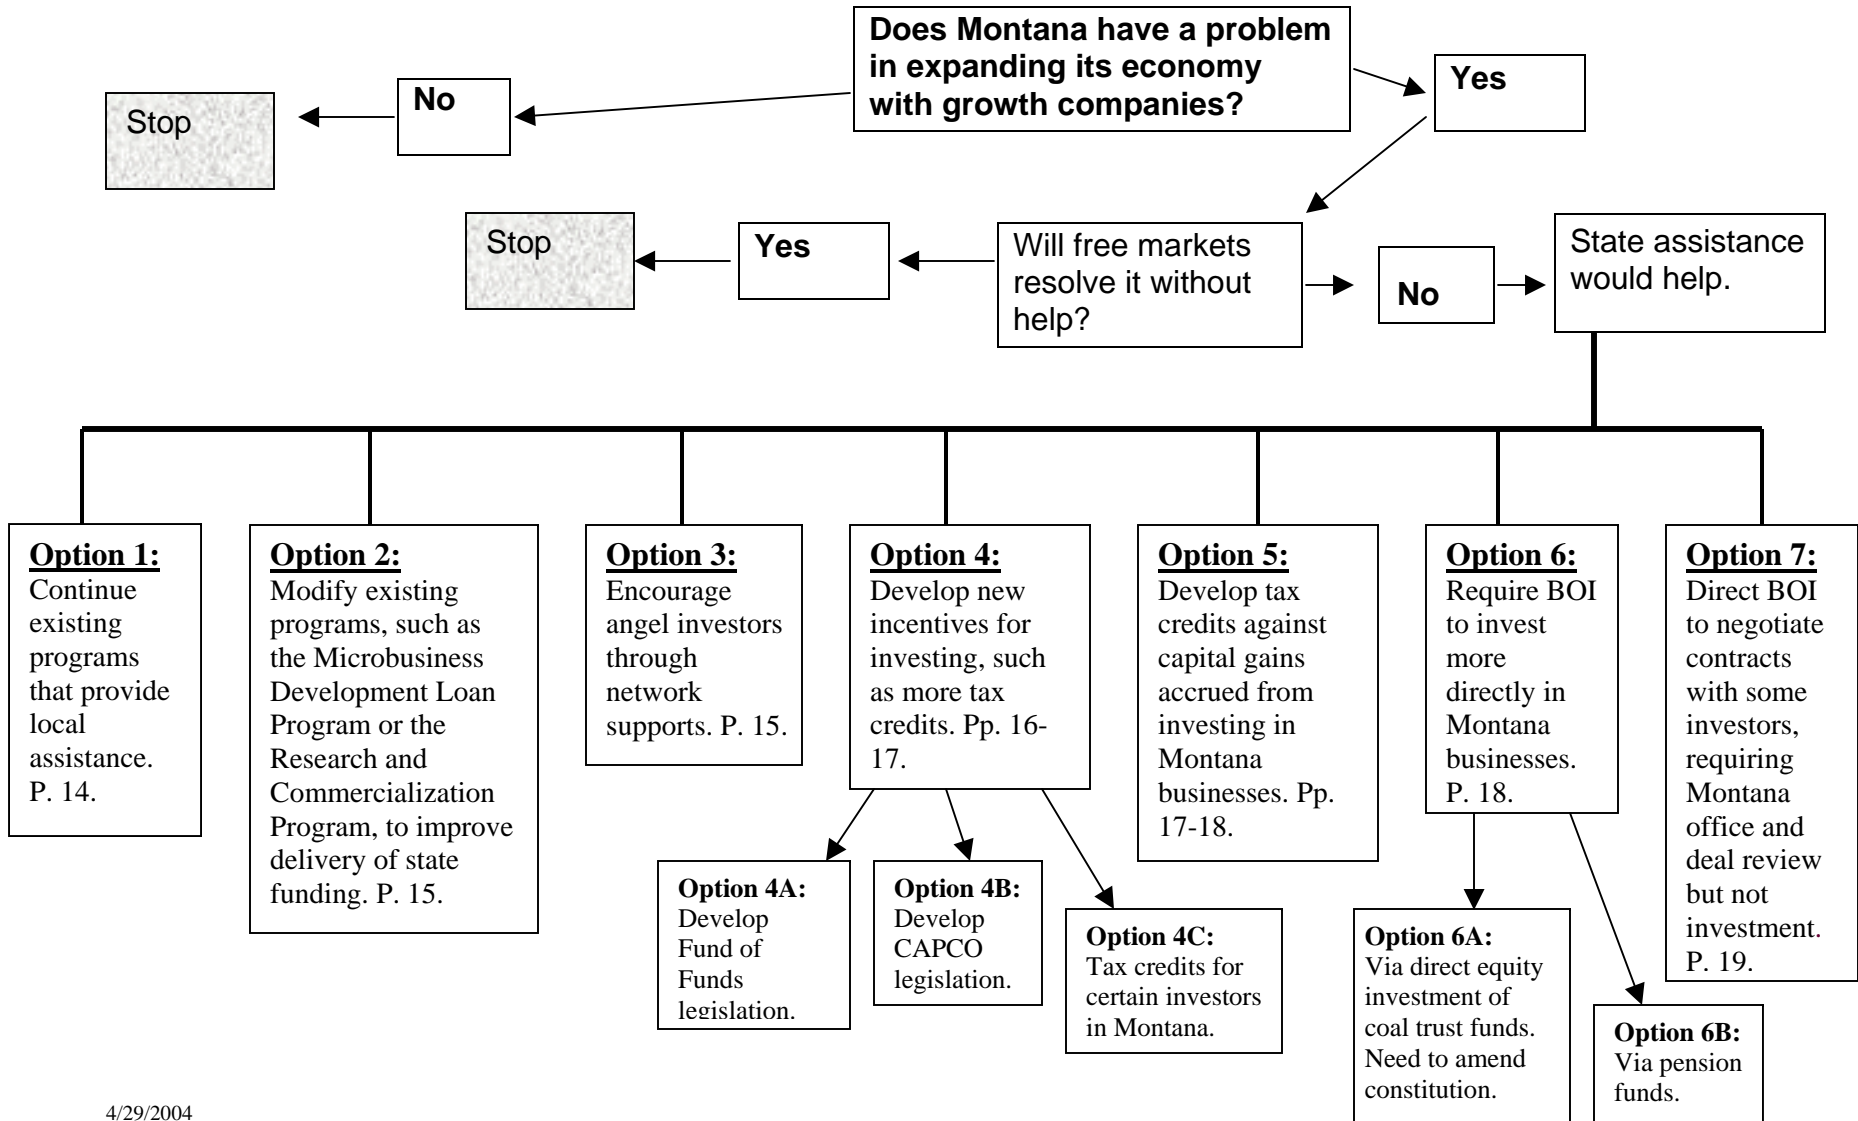 Does Montana have a problem
in expanding its economy
with growth companies?
No
Yes
Stop
Stop
Yes
Will free markets
resolve it without
help?
No
State assistance
would help.
Option 1:
Continue
existing
programs
that provide
local
assistance.
P. 14.
Option 2:
Modify existing
programs, such as
the Microbusiness
Development Loan
Program or the
Research and
Commercialization
Program, to improve
delivery of state
funding. P. 15.
Option 3:
Encourage
angel investors
through
network
supports. P. 15.
Option 4:
Develop new
incentives for
investing, such
as more tax
credits. Pp. 16-
17.
Option 5:
Develop tax
credits against
capital gains
accrued from
investing in
Montana
businesses. Pp.
17-18.
Option 6:
Require BOI
to invest
more
directly in
Montana
businesses.
P. 18.
Option 7:
Direct BOI
to negotiate
contracts
with some
investors,
requiring
Montana
office and
deal review
but not
investment.
P. 19.
Option 4A:
Develop
Fund of
Funds
legislation.
Option 4B:
Develop
CAPCO
legislation.
Option 4C:
Tax credits for
certain investors
in Montana.
Option 6A:
Via direct equity
investment of
coal trust funds.
Need to amend
constitution.
Option 6B:
Via pension
funds.
4/29/2004